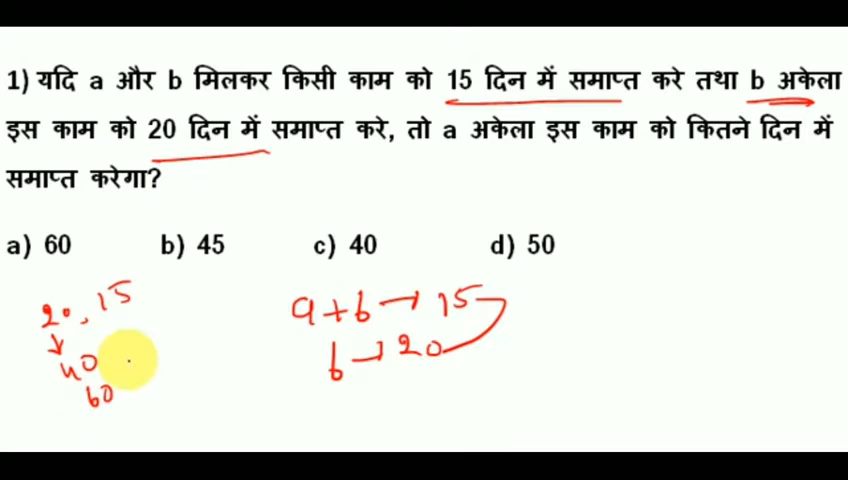 1) यदि a और b मिलकर किसी काम को 15 दिन में समाप्त करे तथा b अकेला
इस काम को 20 दिन में समाप्त करे, तो a अकेला इस काम को कितने दिन में
समाप्त करेगा?
a) 60 b) 45 c) 40 d) 50
20, 15
40
60
a+b → 15
b → 20